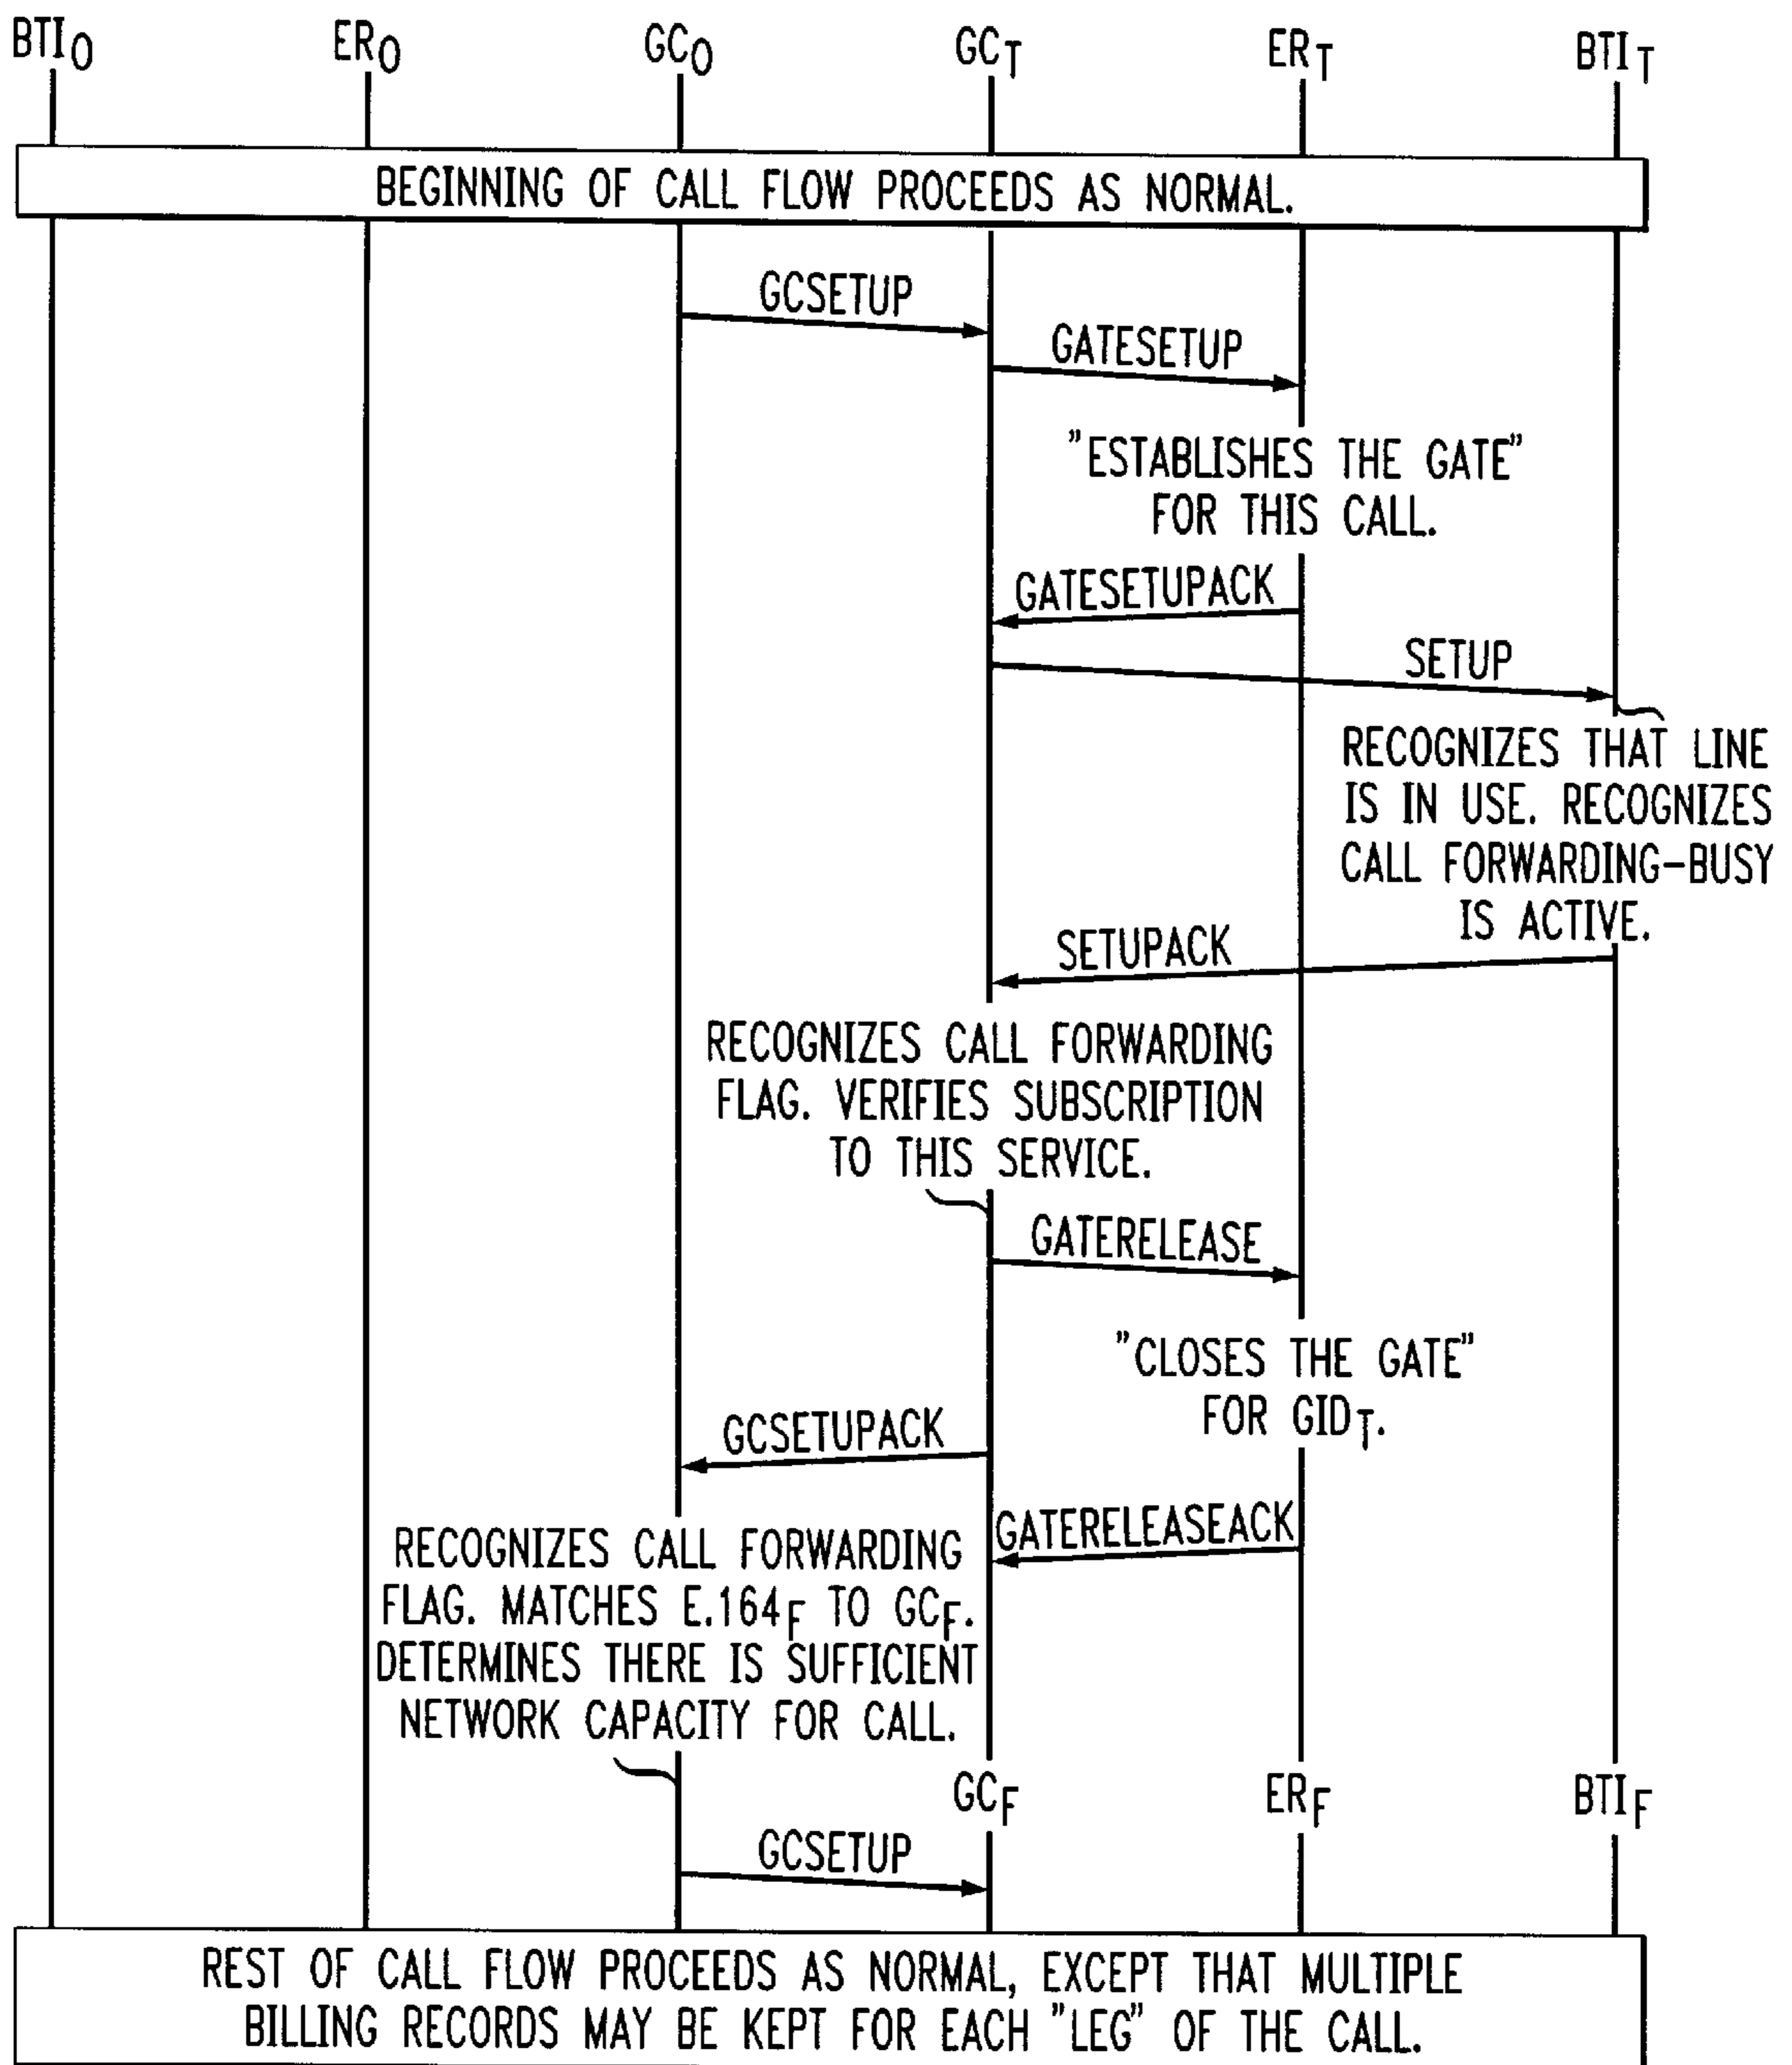 BTIO ERO GCO GCT ERT BTIT
BEGINNING OF CALL FLOW PROCEEDS AS NORMAL.
GCSETUP
GATESETUP
"ESTABLISHES THE GATE"
FOR THIS CALL.
GATESETUPACK
SETUP
RECOGNIZES THAT LINE
IS IN USE. RECOGNIZES
CALL FORWARDING-BUSY
IS ACTIVE.
SETUPACK
RECOGNIZES CALL FORWARDING
FLAG. VERIFIES SUBSCRIPTION
TO THIS SERVICE.
GATERELEASE
"CLOSES THE GATE"
FOR GIDT.
GCSETUPACK
GATERELEASEACK
RECOGNIZES CALL FORWARDING
FLAG. MATCHES E.164F TO GCF.
DETERMINES THERE IS SUFFICIENT
NETWORK CAPACITY FOR CALL.
GCF ERF BTIF
GCSETUP
REST OF CALL FLOW PROCEEDS AS NORMAL, EXCEPT THAT MULTIPLE
BILLING RECORDS MAY BE KEPT FOR EACH "LEG" OF THE CALL.